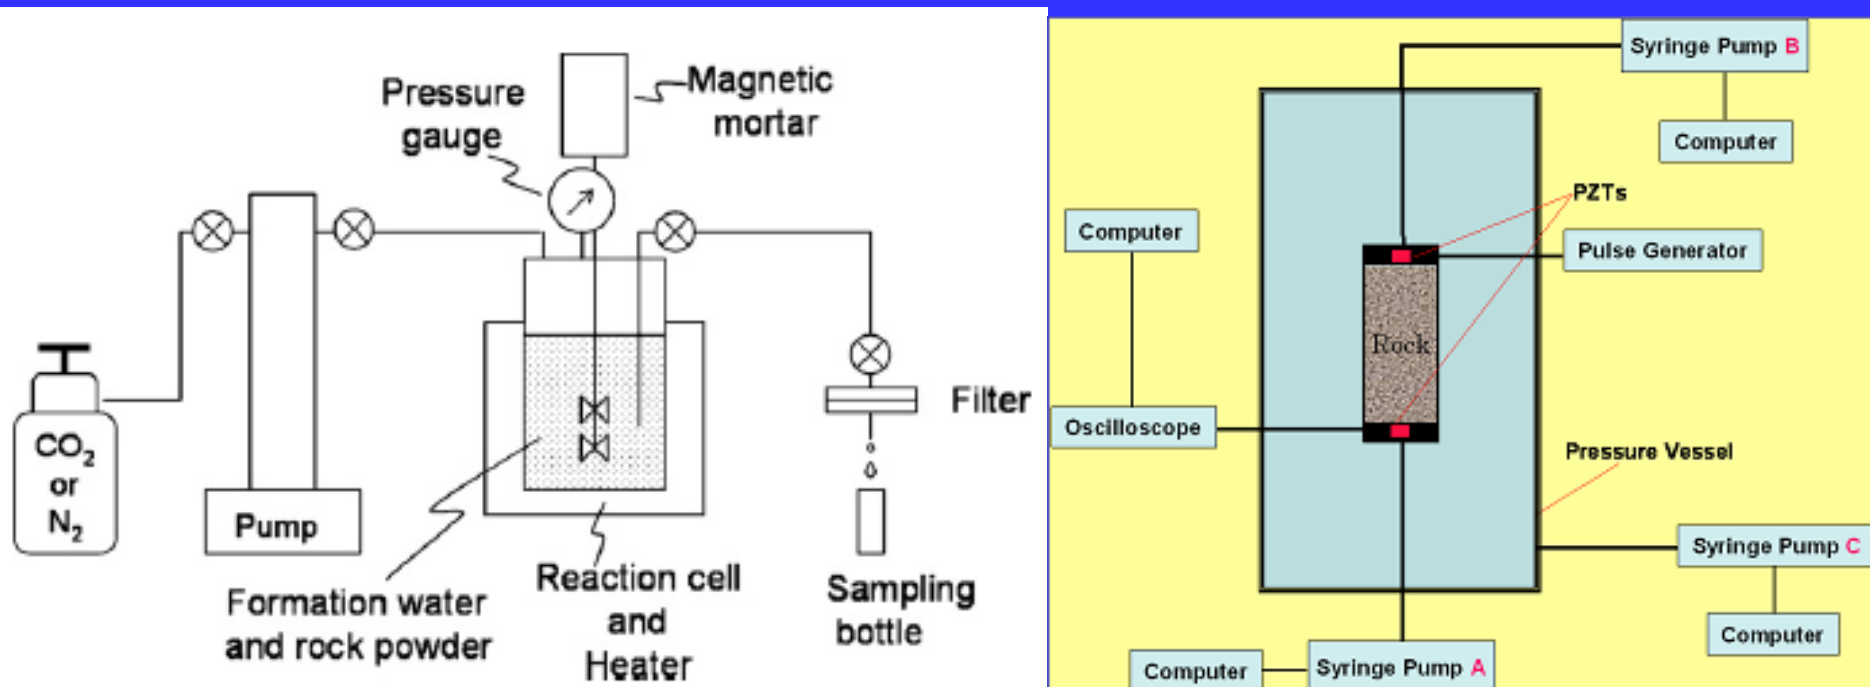 Pressure
gauge
Magnetic
mortar
CO₂
or
N₂
Pump
Formation water
and rock powder
Reaction cell
and
Heater
Filter
Sampling
bottle
Syringe Pump B
Computer
PZTs
Computer
Pulse Generator
Rock
Oscilloscope
Pressure Vessel
Syringe Pump C
Computer
Computer
Syringe Pump A